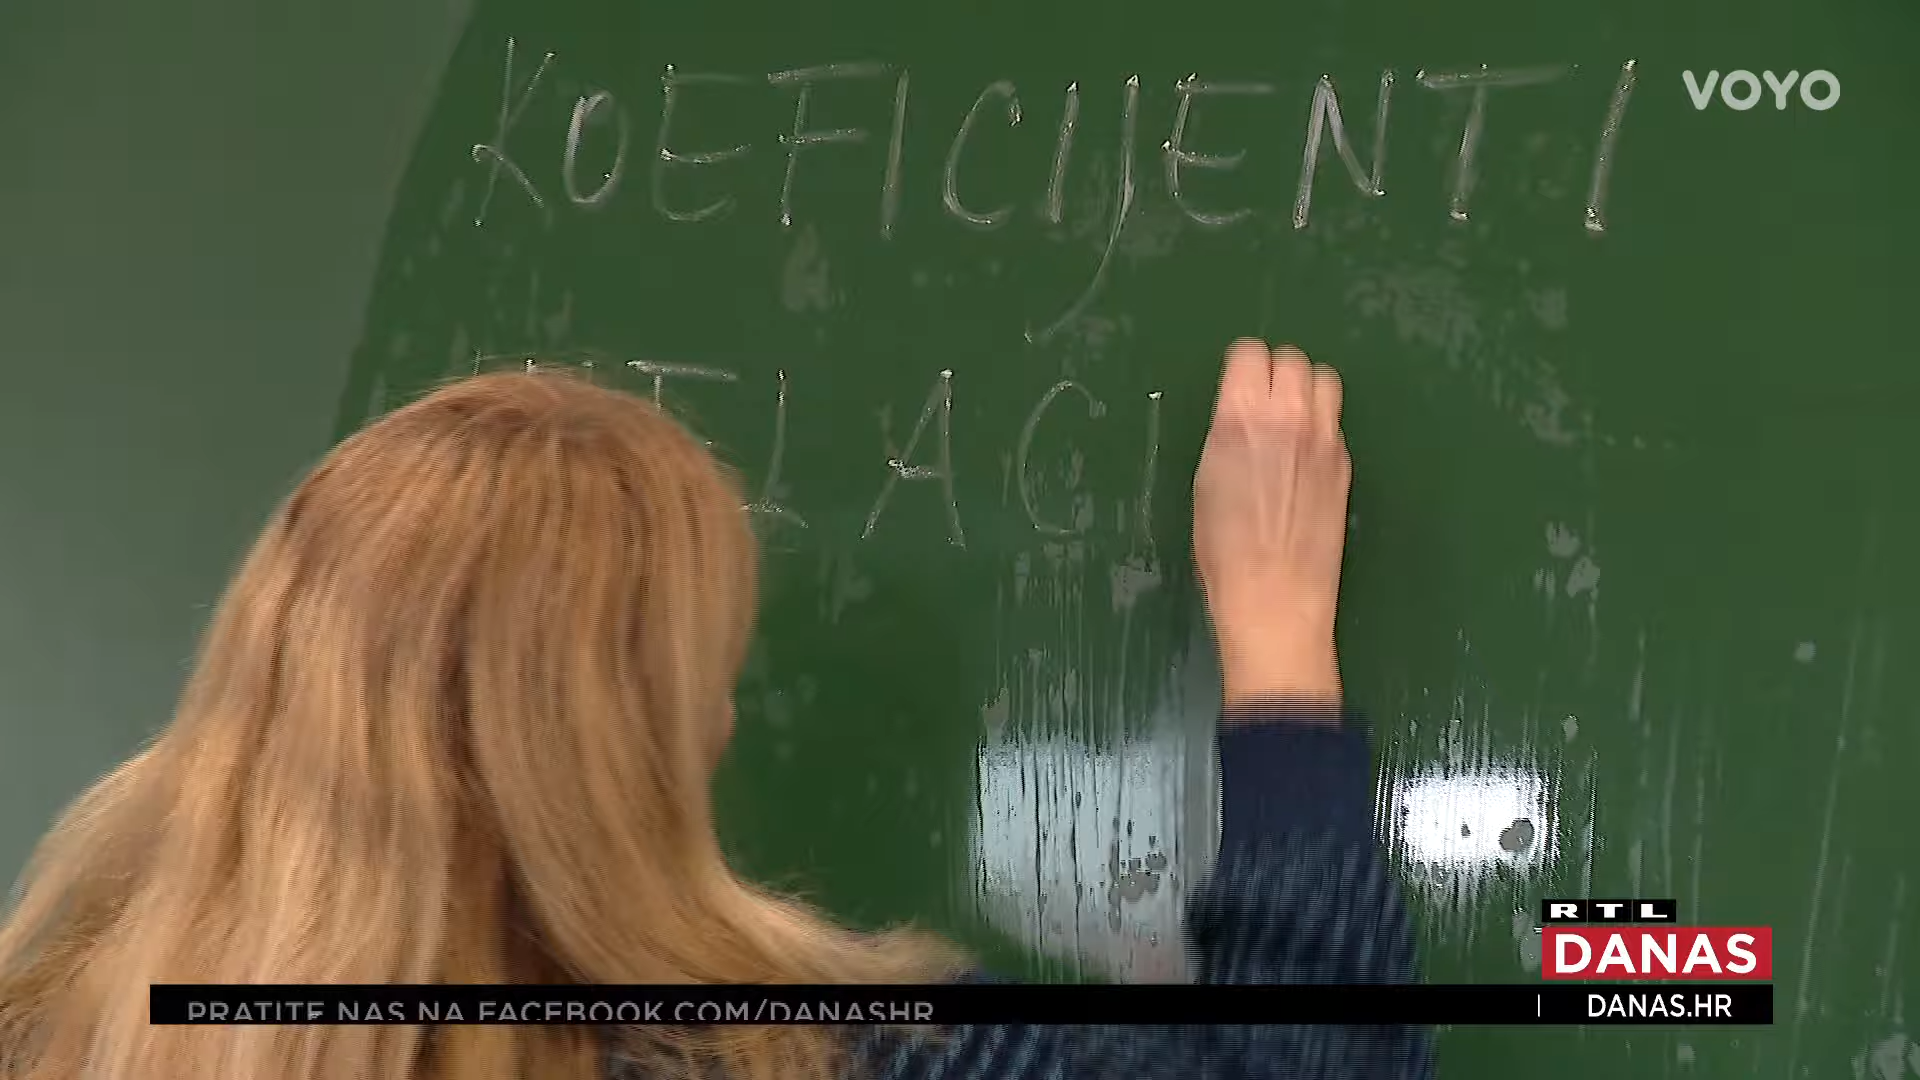 VOYO
KOEFICIJENTI
RTL
DANAS
PRATITE NAS NA FACEBOOK.COM/DANASHR
DANAS.HR